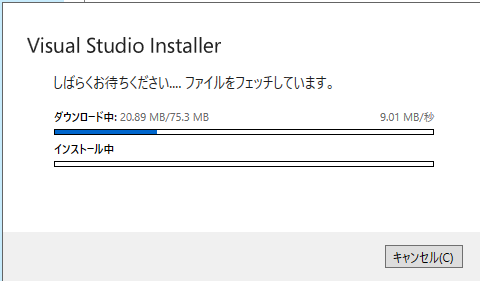 Visual Studio Installer
しばらくお待ちください.... ファイルをフェッチしています。
ダウンロード中: 20.89 MB/75.3 MB 9.01 MB/秒
インストール中
キャンセル(C)